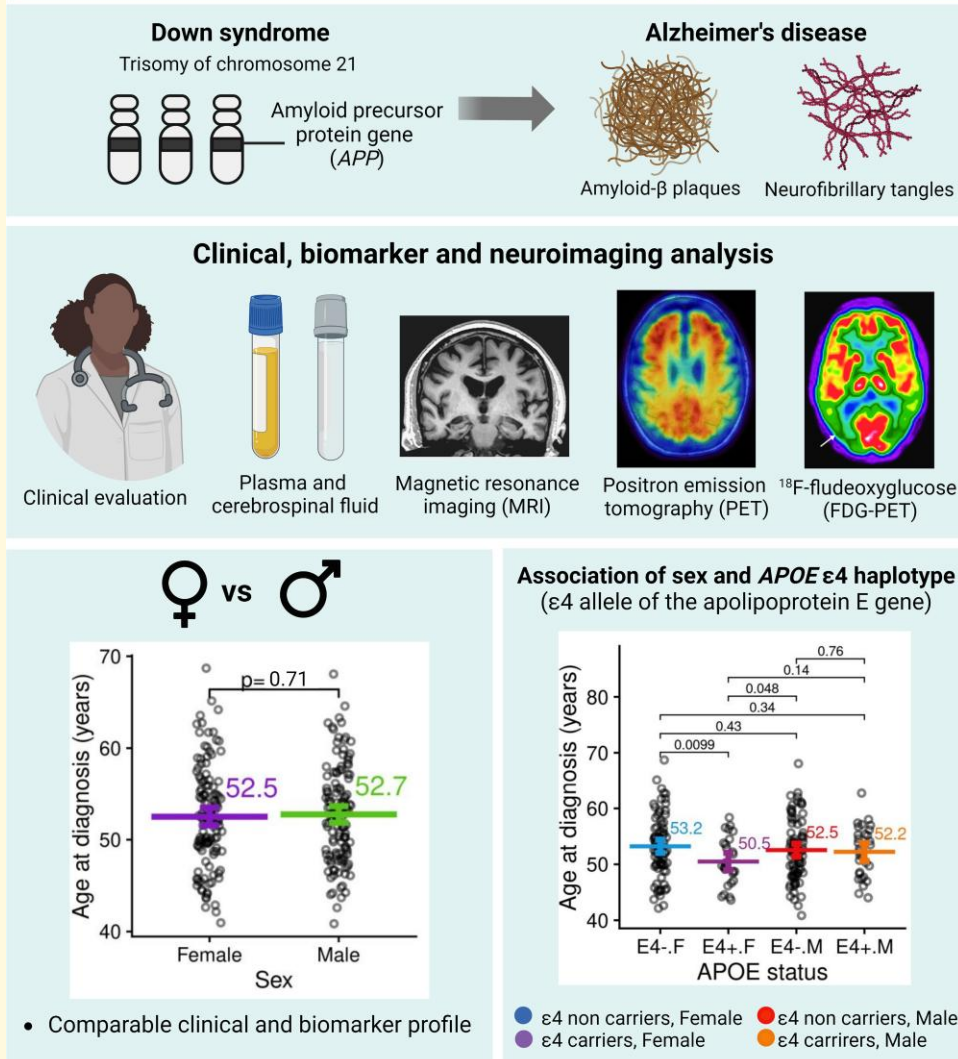 Down syndrome
Trisomy of chromosome 21
Amyloid precursor
protein gene
(APP)
Alzheimer's disease
Amyloid-β plaques
Neurofibrillary tangles
Clinical, biomarker and neuroimaging analysis
Clinical evaluation
Plasma and
cerebrospinal fluid
Magnetic resonance
imaging (MRI)
Positron emission
tomography (PET)
¹⁸F-fludeoxyglucose
(FDG-PET)
♀ vs ♂
Age at diagnosis (years)
70
60
50
40
p= 0.71
52.5
52.7
Female
Male
Sex
• Comparable clinical and biomarker profile
Association of sex and APOE ε4 haplotype
(ε4 allele of the apolipoprotein E gene)
Age at diagnosis (years)
80
70
60
50
40
0.76
0.14
0.048
0.34
0.43
0.0099
53.2
50.5
52.5
52.2
E4-.F
E4+.F
E4-.M
E4+.M
APOE status
ε4 non carriers, Female
ε4 non carriers, Male
ε4 carriers, Female
ε4 carrirers, Male